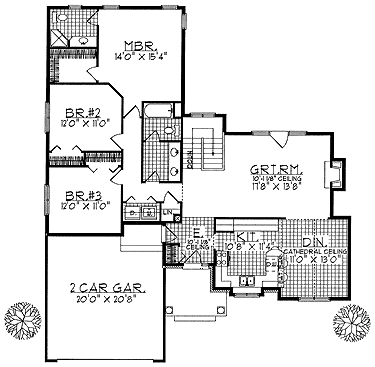 MBR.
14'0" x 15'4"
BR.#2
12'0" x 11'0"
DOWN
GRT.RM.
10'-1 1/8" CEILING
11'8" x 13'8"
BR.#3
12'0" x 11'0"
LIN
E.
10'-1 1/8"
CEILING
KIT.
10'8" x 11'4"
DIN.
CATHEDRAL CEILING
11'0" x 13'0"
2 CAR GAR.
20'0" x 20'8"